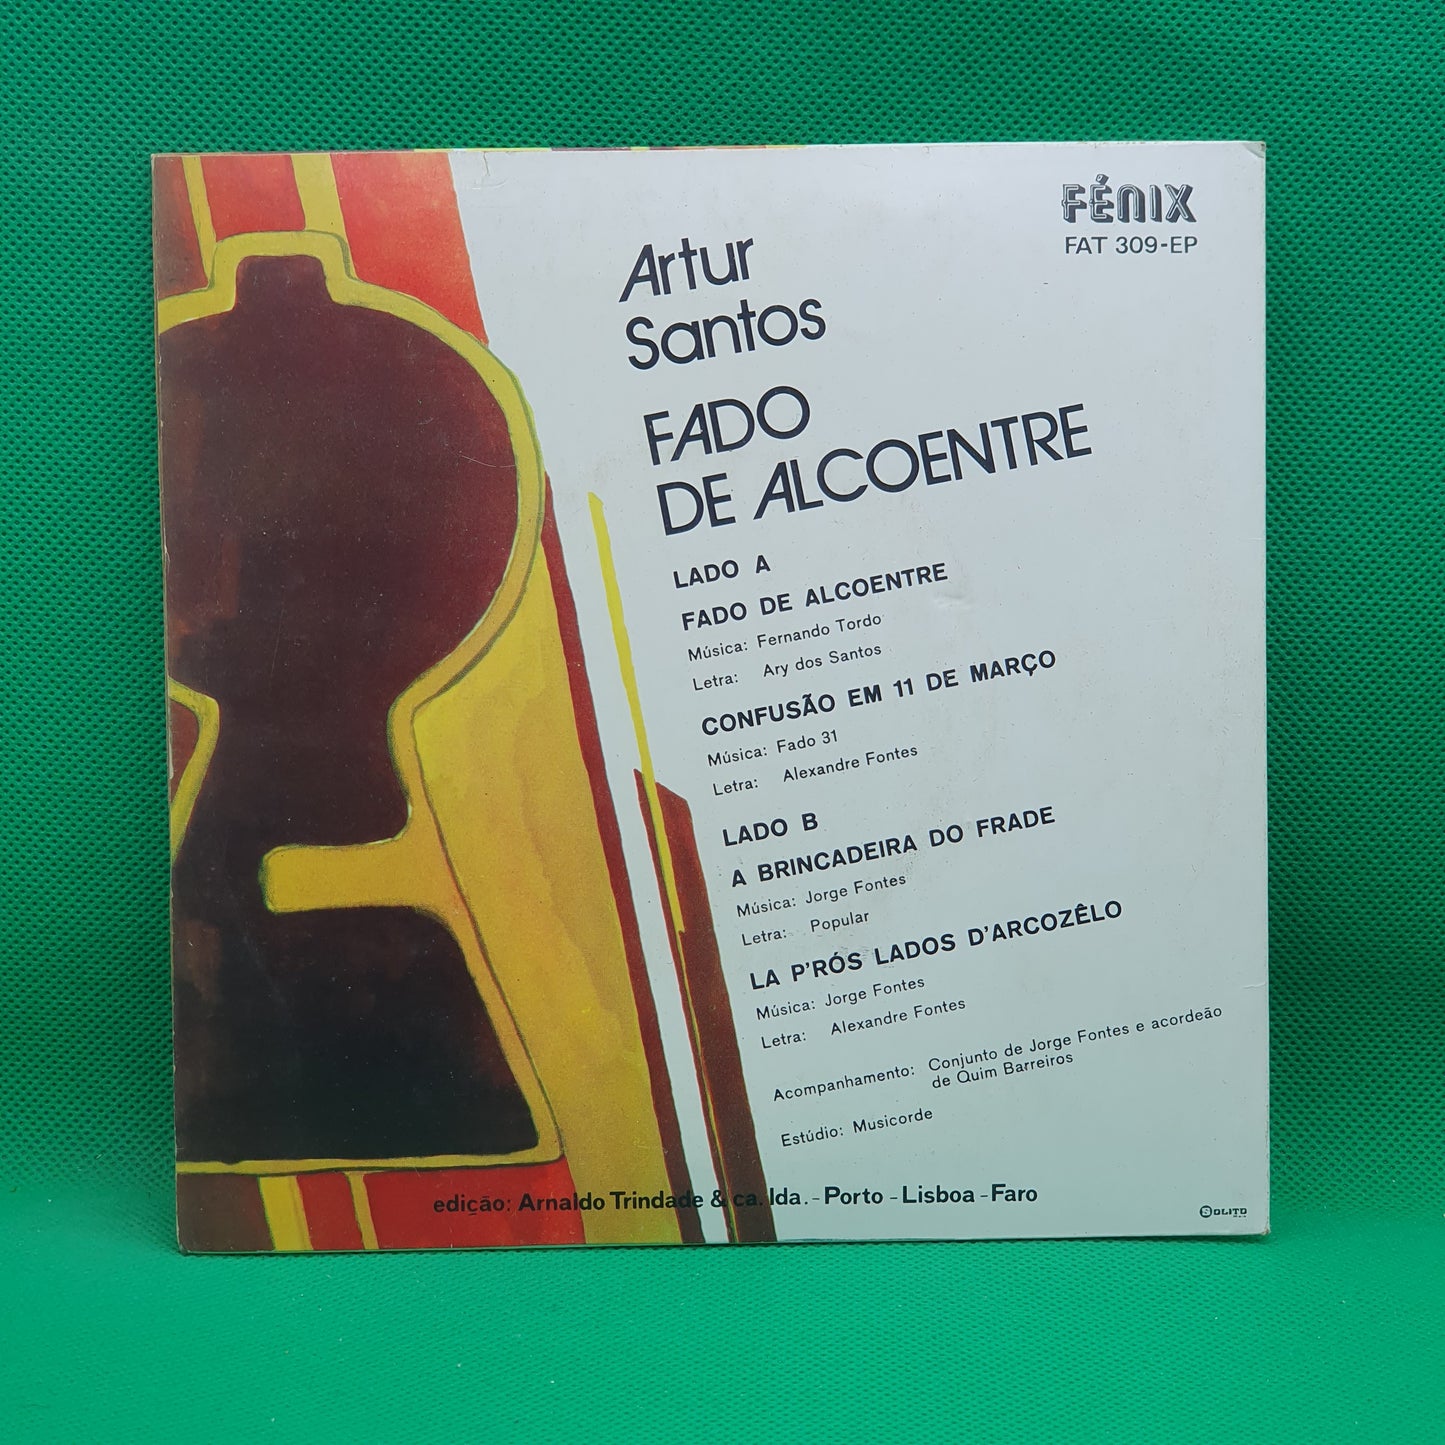 FÉNIX
FAT 309-EP
Artur
Santos
FADO
DE ALCOENTRE
LADO A
FADO DE ALCOENTRE
Música: Fernando Tordo
Letra: Ary dos Santos
CONFUSÃO EM 11 DE MARÇO
Música: Fado 31
Letra: Alexandre Fontes
LADO B
A BRINCADEIRA DO FRADE
Música: Jorge Fontes
Letra: Popular
LA P'RÓS LADOS D'ARCOZÊLO
Música: Jorge Fontes
Letra: Alexandre Fontes
Acompanhamento: Conjunto de Jorge Fontes e acordeão
de Quim Barreiros
Estúdio: Musicorde
edição: Arnaldo Trindade & ca. lda. - Porto - Lisboa - Faro
SOLITO